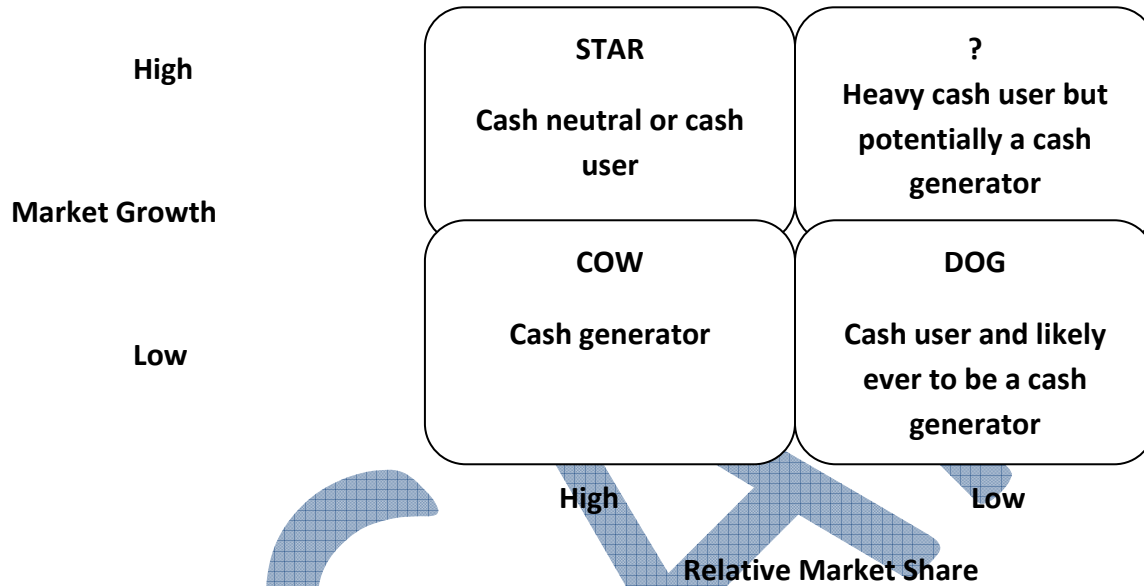 High
STAR
Cash neutral or cash
user
?
Heavy cash user but
potentially a cash
generator
Market Growth
Low
COW
Cash generator
DOG
Cash user and likely
ever to be a cash
generator
High
Low
Relative Market Share